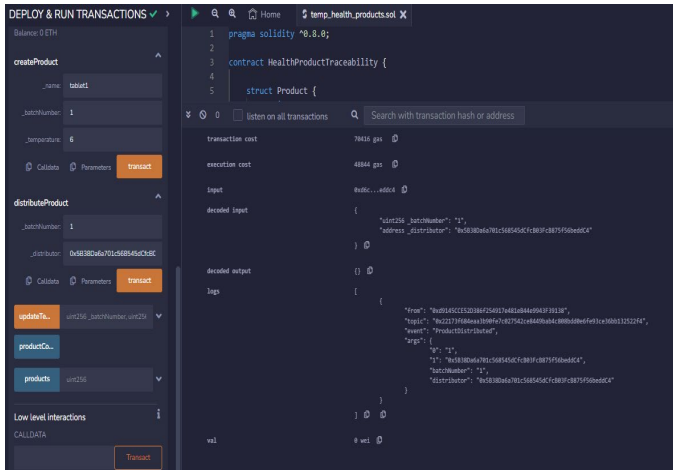 DEPLOY & RUN TRANSACTIONS
Balance: 0 ETH
createProduct
_name: tablet1
_batchNumber: 1
_temperature: 6
Calldata Parameters transact
distributeProduct
_batchNumber: 1
_distributor: 0x5B38Da6a701c568545dCfcBC
Calldata Parameters transact
updateTe... uint256 _batchNumber, uint25
productCo...
products uint256
Low level interactions
CALLDATA
Transact
Home temp_health_products.sol
1 pragma solidity ^0.8.0;
2
3 contract HealthProductTraceability {
4
5 struct Product {
0 listen on all transactions Search with transaction hash or address
transaction cost 70416 gas
execution cost 48844 gas
input 0xd6c...eddc4
decoded input {
"uint256 _batchNumber": "1",
"address _distributor": "0x5B38Da6a701c568545dCfcB03FcB875f56beddC4"
}
decoded output {}
logs [
{
"from": "0xd9145CCE52D386f254917e481eB44e9943F39138",
"topic":
"event": "ProductDistributed",
"args": {
"0": "1",
"1": "0x5B38Da6a701c568545dCfcB03FcB875f56beddC4",
"batchNumber": "1",
"distributor": "0x5B38Da6a701c568545dCfcB03FcB875f56beddC4"
}
}
]
val 0 wei